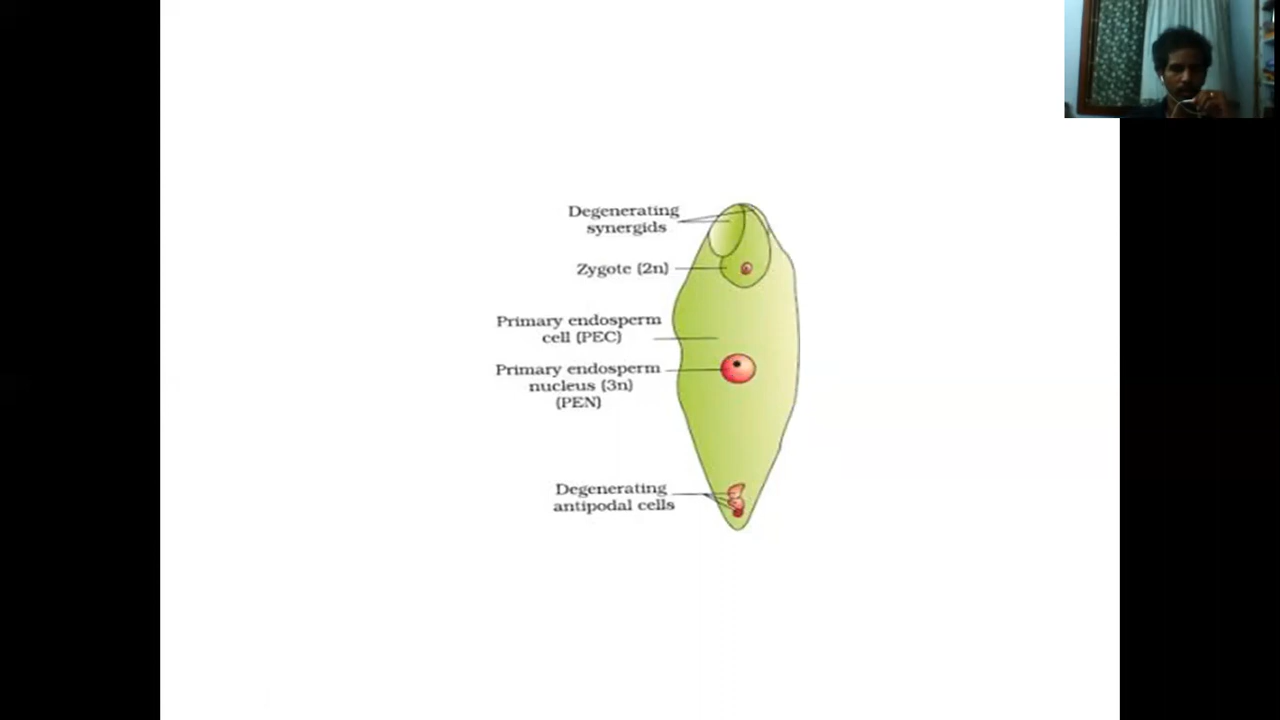 Degenerating
synergids
Zygote (2n)
Primary endosperm
cell (PEC)
Primary endosperm
nucleus (3n)
(PEN)
Degenerating
antipodal cells